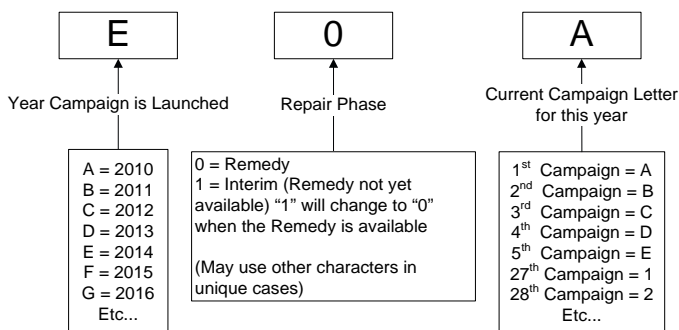 E
0
A
Year Campaign is Launched
Repair Phase
Current Campaign Letter
for this year
A = 2010
B = 2011
C = 2012
D = 2013
E = 2014
F = 2015
G = 2016
Etc...
0 = Remedy
1 = Interim (Remedy not yet
available) “1” will change to “0”
when the Remedy is available
(May use other characters in
unique cases)
1st Campaign = A
2nd Campaign = B
3rd Campaign = C
4th Campaign = D
5th Campaign = E
27th Campaign = 1
28th Campaign = 2
Etc...